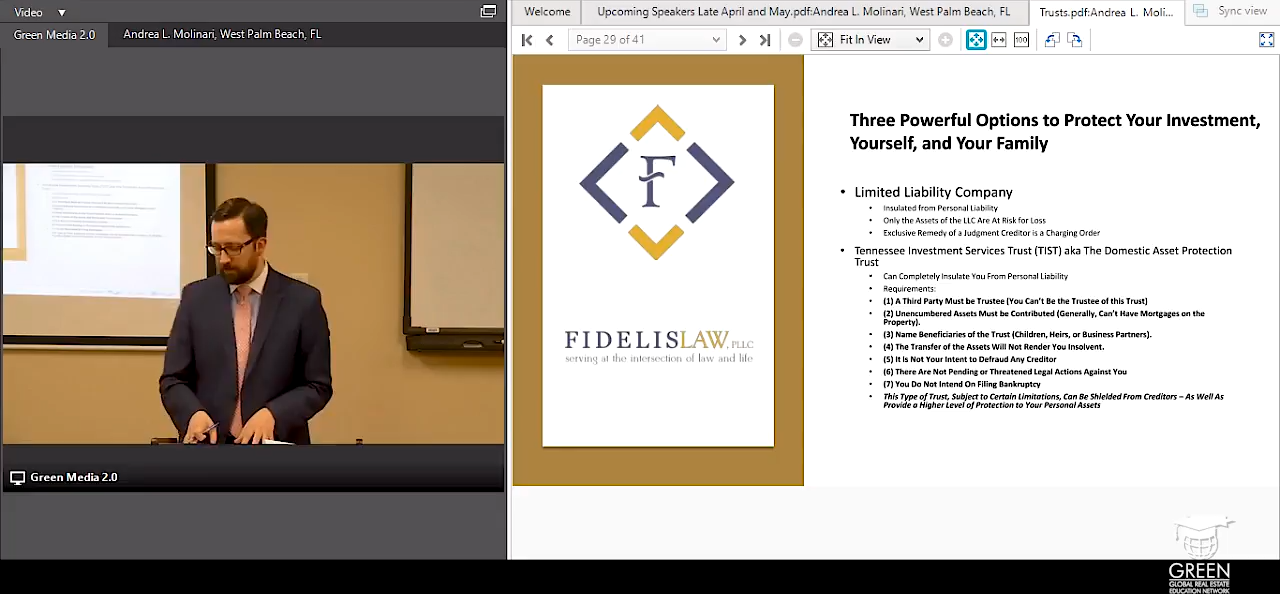 Video
Green Media 2.0
Andrea L. Molinari, West Palm Beach, FL
Green Media 2.0
Welcome
Upcoming Speakers Late April and May.pdf:Andrea L. Molinari, West Palm Beach, FL
Trusts.pdf:Andrea L. Moli...
Sync view
Page 29 of 41
Fit In View
100
F
FIDELISLAW, PLLC
serving at the intersection of law and life
Three Powerful Options to Protect Your Investment,
Yourself, and Your Family
• Limited Liability Company
• Insulated from Personal Liability
• Only the Assets of the LLC Are At Risk for Loss
• Exclusive Remedy of a Judgment Creditor is a Charging Order
• Tennessee Investment Services Trust (TIST) aka The Domestic Asset Protection
Trust
• Can Completely Insulate You From Personal Liability
• Requirements:
• (1) A Third Party Must be Trustee (You Can't Be the Trustee of this Trust)
• (2) Unencumbered Assets Must be Contributed (Generally, Can't Have Mortgages on the
Property).
• (3) Name Beneficiaries of the Trust (Children, Heirs, or Business Partners).
• (4) The Transfer of the Assets Will Not Render You Insolvent.
• (5) It Is Not Your Intent to Defraud Any Creditor
• (6) There Are Not Pending or Threatened Legal Actions Against You
• (7) You Do Not Intend On Filing Bankruptcy
• This Type of Trust, Subject to Certain Limitations, Can Be Shielded From Creditors – As Well As
Provide a Higher Level of Protection to Your Personal Assets
GREEN
GLOBAL REAL ESTATE
EDUCATION NETWORK